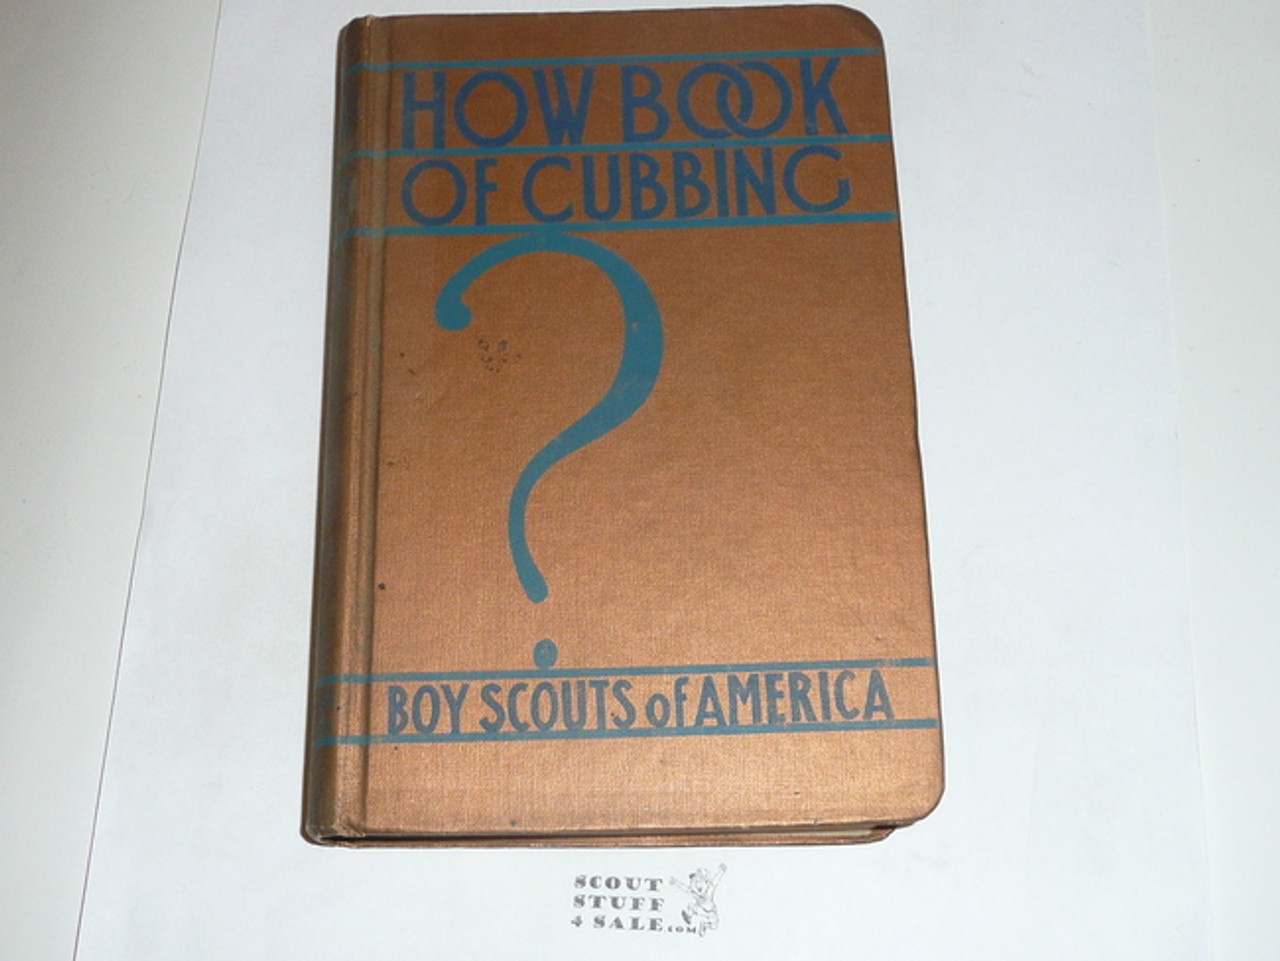 HOW BOOK
OF CUBBING
?
BOY SCOUTS of AMERICA
SCOUT
STUFF
4 SALE.COM